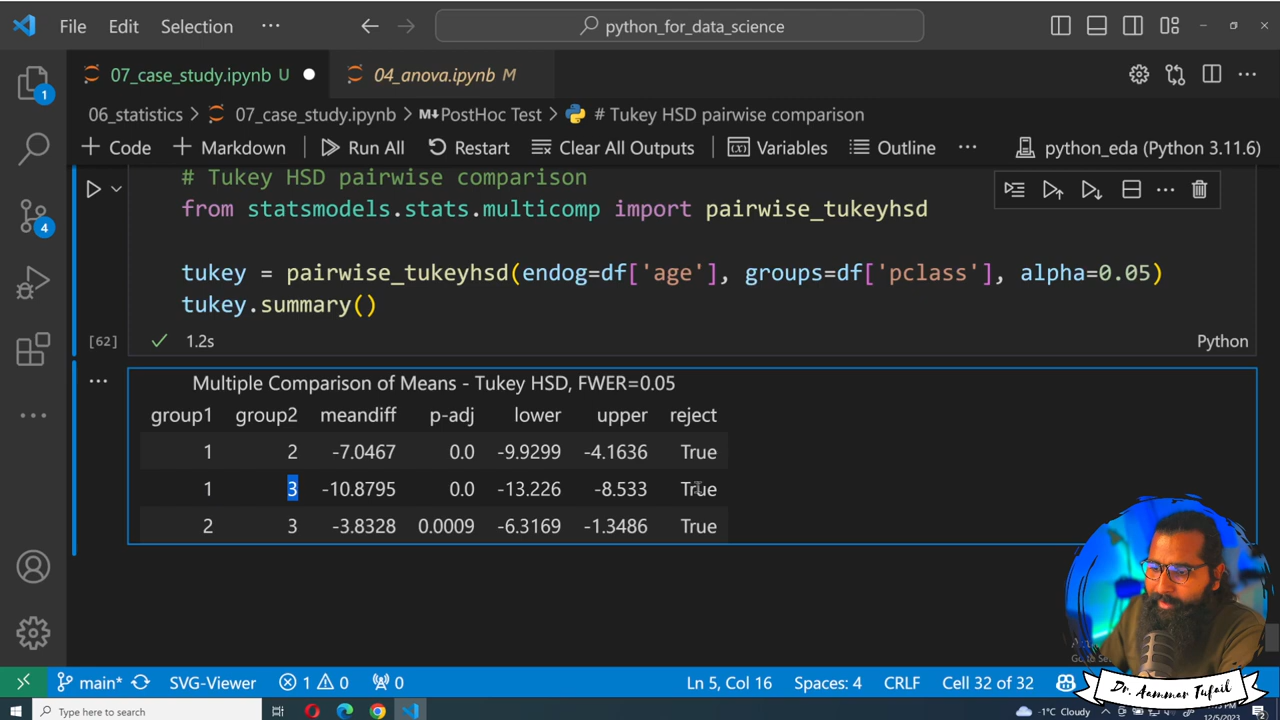 File Edit Selection ··· python_for_data_science
07_case_study.ipynb U 04_anova.ipynb M
06_statistics > 07_case_study.ipynb > M↓PostHoc Test > # Tukey HSD pairwise comparison
+ Code + Markdown Run All Restart Clear All Outputs Variables Outline ··· python_eda (Python 3.11.6)
# Tukey HSD pairwise comparison
from statsmodels.stats.multicomp import pairwise_tukeyhsd
tukey = pairwise_tukeyhsd(endog=df['age'], groups=df['pclass'], alpha=0.05)
tukey.summary()
[62] 1.2s Python
Multiple Comparison of Means - Tukey HSD, FWER=0.05
group1 group2 meandiff p-adj lower upper reject
1 2 -7.0467 0.0 -9.9299 -4.1636 True
1 3 -10.8795 0.0 -13.226 -8.533 True
2 3 -3.8328 0.0009 -6.3169 -1.3486 True
1
4
Dr. Aammar Tufail
main* SVG-Viewer 1 0 0 Ln 5, Col 16 Spaces: 4 CRLF Cell 32 of 32
Type here to search -1°C Cloudy
12/5/2023